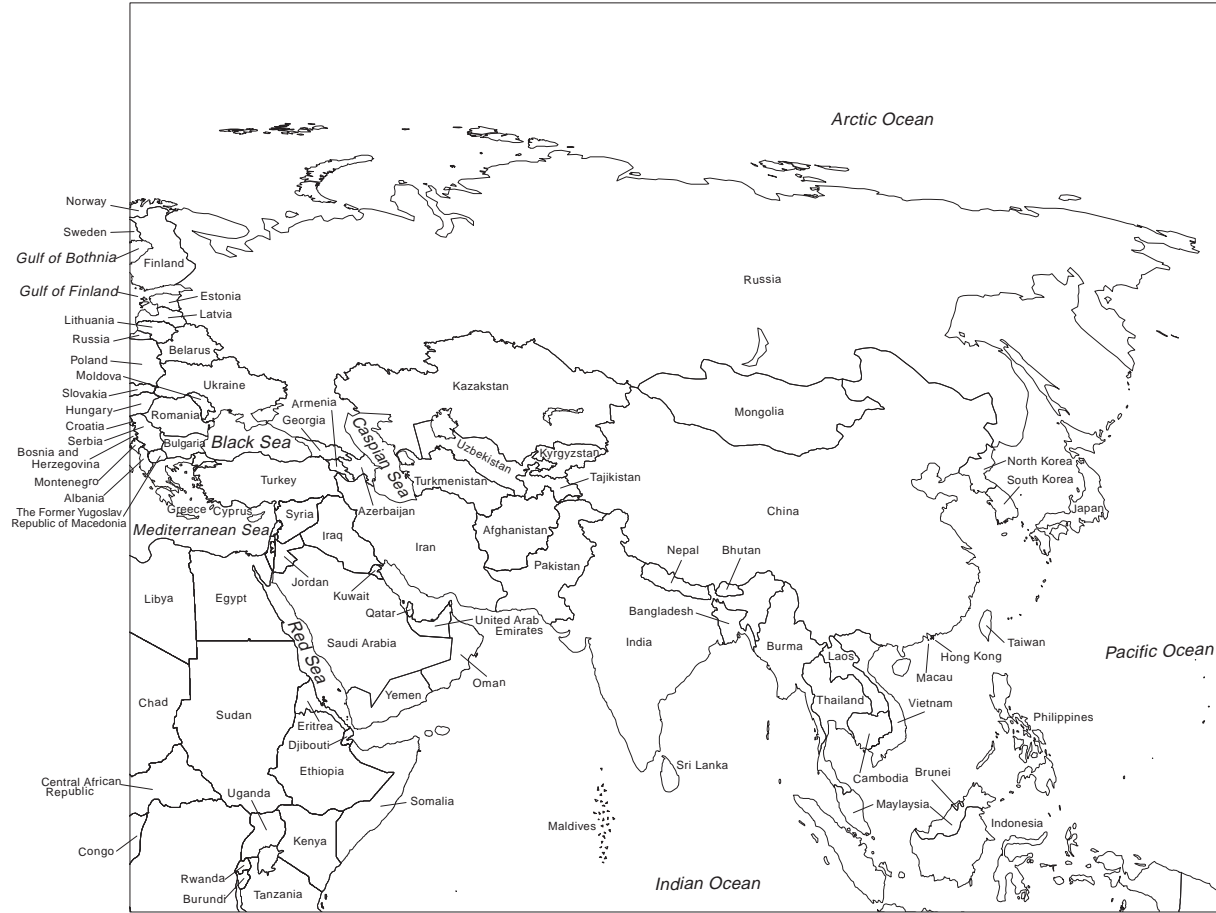 Arctic Ocean
Norway
Sweden
Gulf of Bothnia
Finland
Russia
Gulf of Finland
Estonia
Latvia
Lithuania
Russia
Belarus
Poland
Moldova
Ukraine
Kazakstan
Slovakia
Armenia
Hungary
Romania
Georgia
Mongolia
Croatia
Serbia
Bulgaria
Black Sea
Caspian Sea
Uzbekistan
Kyrgyzstan
Bosnia and
Herzegovina
North Korea
Montenegro
Turkey
Turkmenistan
Tajikistan
South Korea
Albania
Greece
Cyprus
Syria
Azerbaijan
China
Japan
The Former Yugoslav
Republic of Macedonia
Mediterranean Sea
Iraq
Iran
Afghanistan
Nepal
Bhutan
Pakistan
Jordan
Libya
Egypt
Kuwait
Qatar
United Arab
Emirates
Bangladesh
Red Sea
Saudi Arabia
India
Burma
Laos
Hong Kong
Taiwan
Pacific Ocean
Macau
Oman
Chad
Yemen
Thailand
Vietnam
Sudan
Eritrea
Philippines
Djibouti
Ethiopia
Sri Lanka
Cambodia
Brunei
Central African
Republic
Uganda
Somalia
Maylaysia
Maldives
Indonesia
Kenya
Congo
Rwanda
Indian Ocean
Burundi
Tanzania